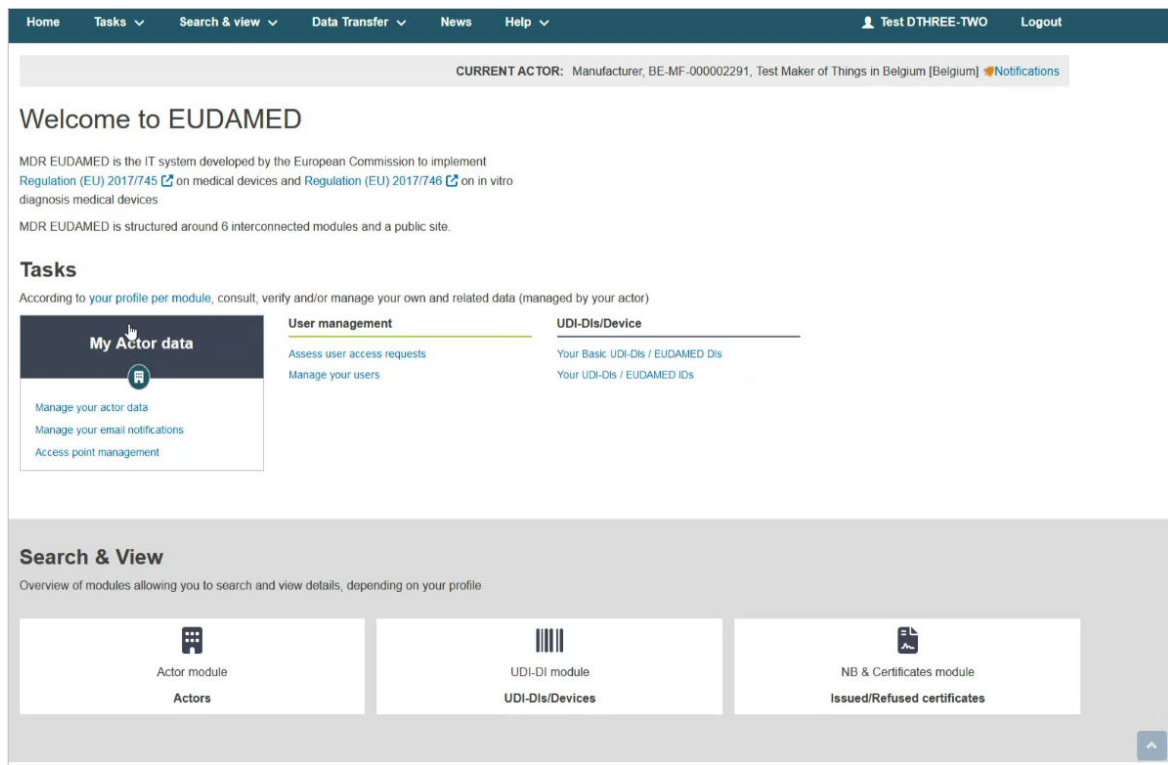 Home Tasks Search & view Data Transfer News Help Test DTHREE-TWO Logout
CURRENT ACTOR: Manufacturer, BE-MF-000002291, Test Maker of Things in Belgium [Belgium] Notifications
Welcome to EUDAMED
MDR EUDAMED is the IT system developed by the European Commission to implement
Regulation (EU) 2017/745 on medical devices and Regulation (EU) 2017/746 on in vitro
diagnosis medical devices
MDR EUDAMED is structured around 6 interconnected modules and a public site.
Tasks
According to your profile per module, consult, verify and/or manage your own and related data (managed by your actor)
My Actor data
Manage your actor data
Manage your email notifications
Access point management
User management
Assess user access requests
Manage your users
UDI-DIs/Device
Your Basic UDI-DIs / EUDAMED DIs
Your UDI-DIs / EUDAMED IDs
Search & View
Overview of modules allowing you to search and view details, depending on your profile
Actor module
Actors
UDI-DI module
UDI-DIs/Devices
NB & Certificates module
Issued/Refused certificates